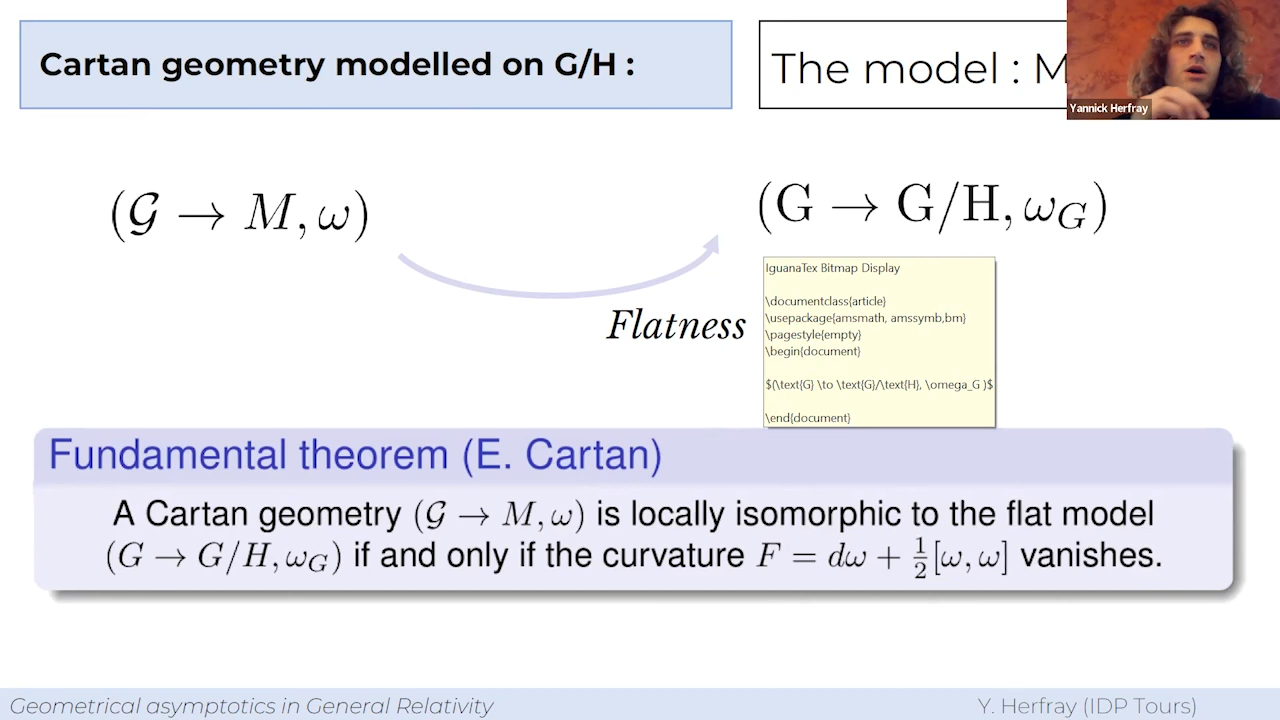 Cartan geometry modelled on G/H :
The model : M
Yannick Herfray
(𝒢 → M, ω)
(G → G/H, ω_G)
Flatness
IguanaTex Bitmap Display
\documentclass{article}
\usepackage{amsmath, amssymb,bm}
\pagestyle{empty}
\begin{document}
$(\text{G} \to \text{G}/\text{H}, \omega_G )$
\end{document}
Fundamental theorem (E. Cartan)
A Cartan geometry (𝒢 → M, ω) is locally isomorphic to the flat model
(G → G/H, ω_G) if and only if the curvature F = dω + ½[ω, ω] vanishes.
Geometrical asymptotics in General Relativity
Y. Herfray (IDP Tours)